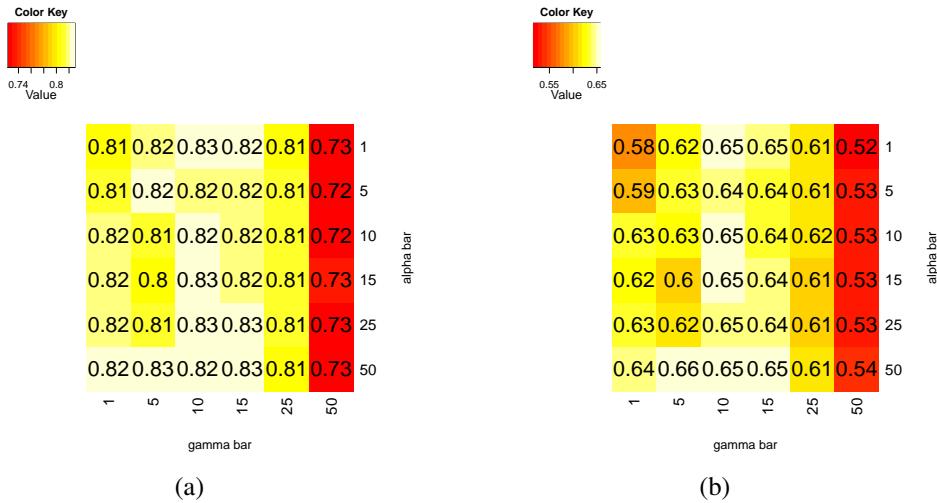 Color Key
0.74 0.8
Value
0.81 0.82 0.83 0.82 0.81 0.73 1
0.81 0.82 0.82 0.82 0.81 0.72 5
0.82 0.81 0.82 0.82 0.81 0.72 10
0.82 0.8 0.83 0.82 0.81 0.73 15
0.82 0.81 0.83 0.83 0.81 0.73 25
0.82 0.83 0.82 0.83 0.81 0.73 50
alpha bar
1 5 10 15 25 50
gamma bar
(a)
Color Key
0.55 0.65
Value
0.58 0.62 0.65 0.65 0.61 0.52 1
0.59 0.63 0.64 0.64 0.61 0.53 5
0.63 0.63 0.65 0.64 0.62 0.53 10
0.62 0.6 0.65 0.64 0.61 0.53 15
0.63 0.62 0.65 0.64 0.61 0.53 25
0.64 0.66 0.65 0.65 0.61 0.54 50
alpha bar
1 5 10 15 25 50
gamma bar
(b)